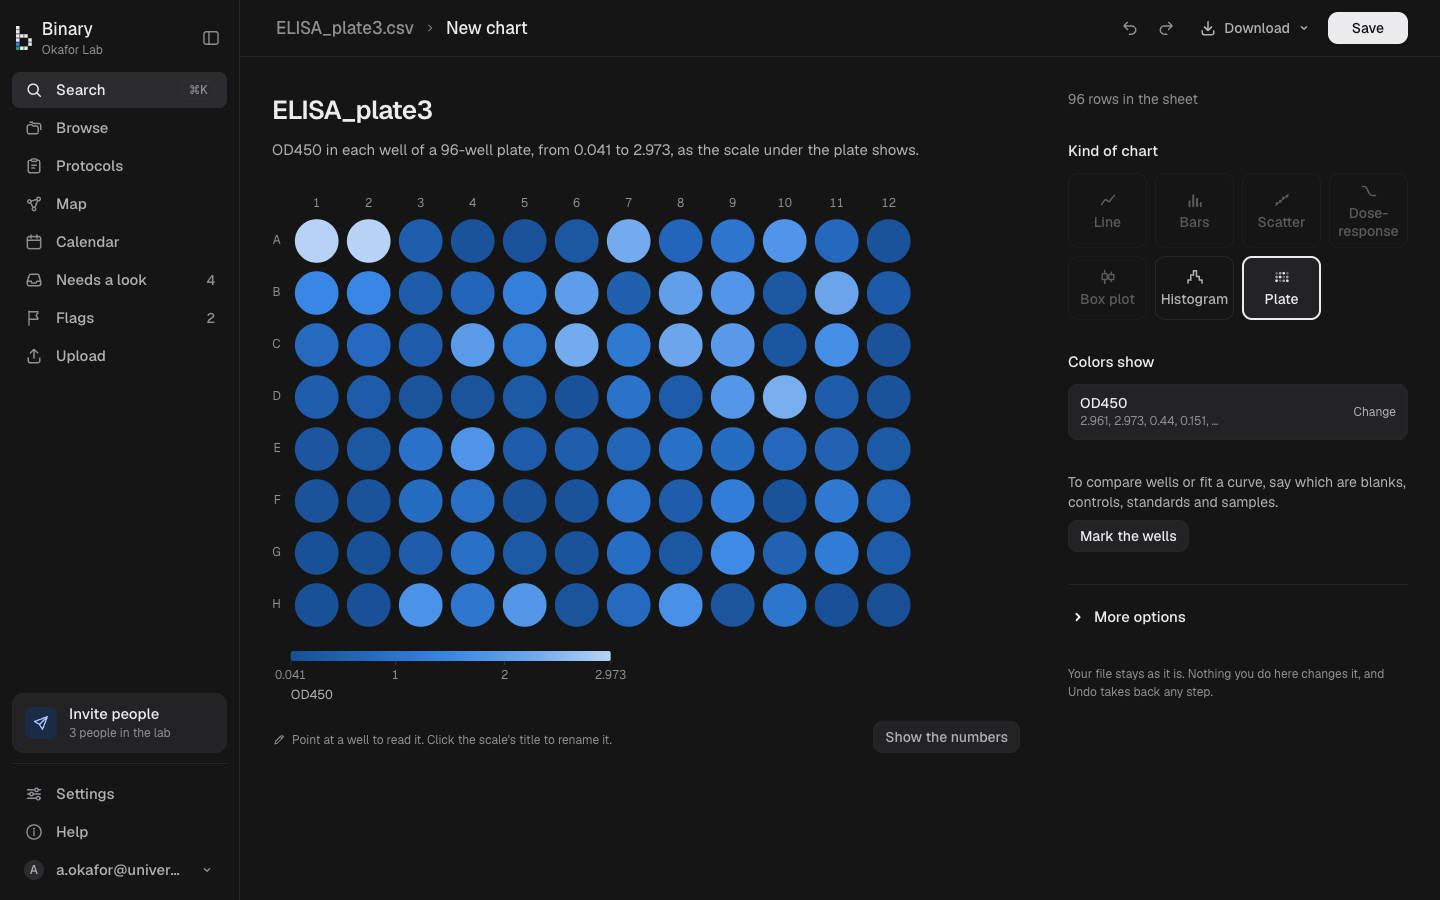 Binary
Okafor Lab
Search ⌘K
Browse
Protocols
Map
Calendar
Needs a look 4
Flags 2
Upload
Invite people
3 people in the lab
Settings
Help
A a.okafor@univer...
ELISA_plate3.csv › New chart
Download
Save
ELISA_plate3
OD450 in each well of a 96-well plate, from 0.041 to 2.973, as the scale under the plate shows.
1 2 3 4 5 6 7 8 9 10 11 12
A
B
C
D
E
F
G
H
0.041 1 2 2.973
OD450
Point at a well to read it. Click the scale's title to rename it.
Show the numbers
96 rows in the sheet
Kind of chart
Line
Bars
Scatter
Dose-
response
Box plot
Histogram
Plate
Colors show
OD450
2.961, 2.973, 0.44, 0.151, ...
Change
To compare wells or fit a curve, say which are blanks,
controls, standards and samples.
Mark the wells
More options
Your file stays as it is. Nothing you do here changes it, and
Undo takes back any step.